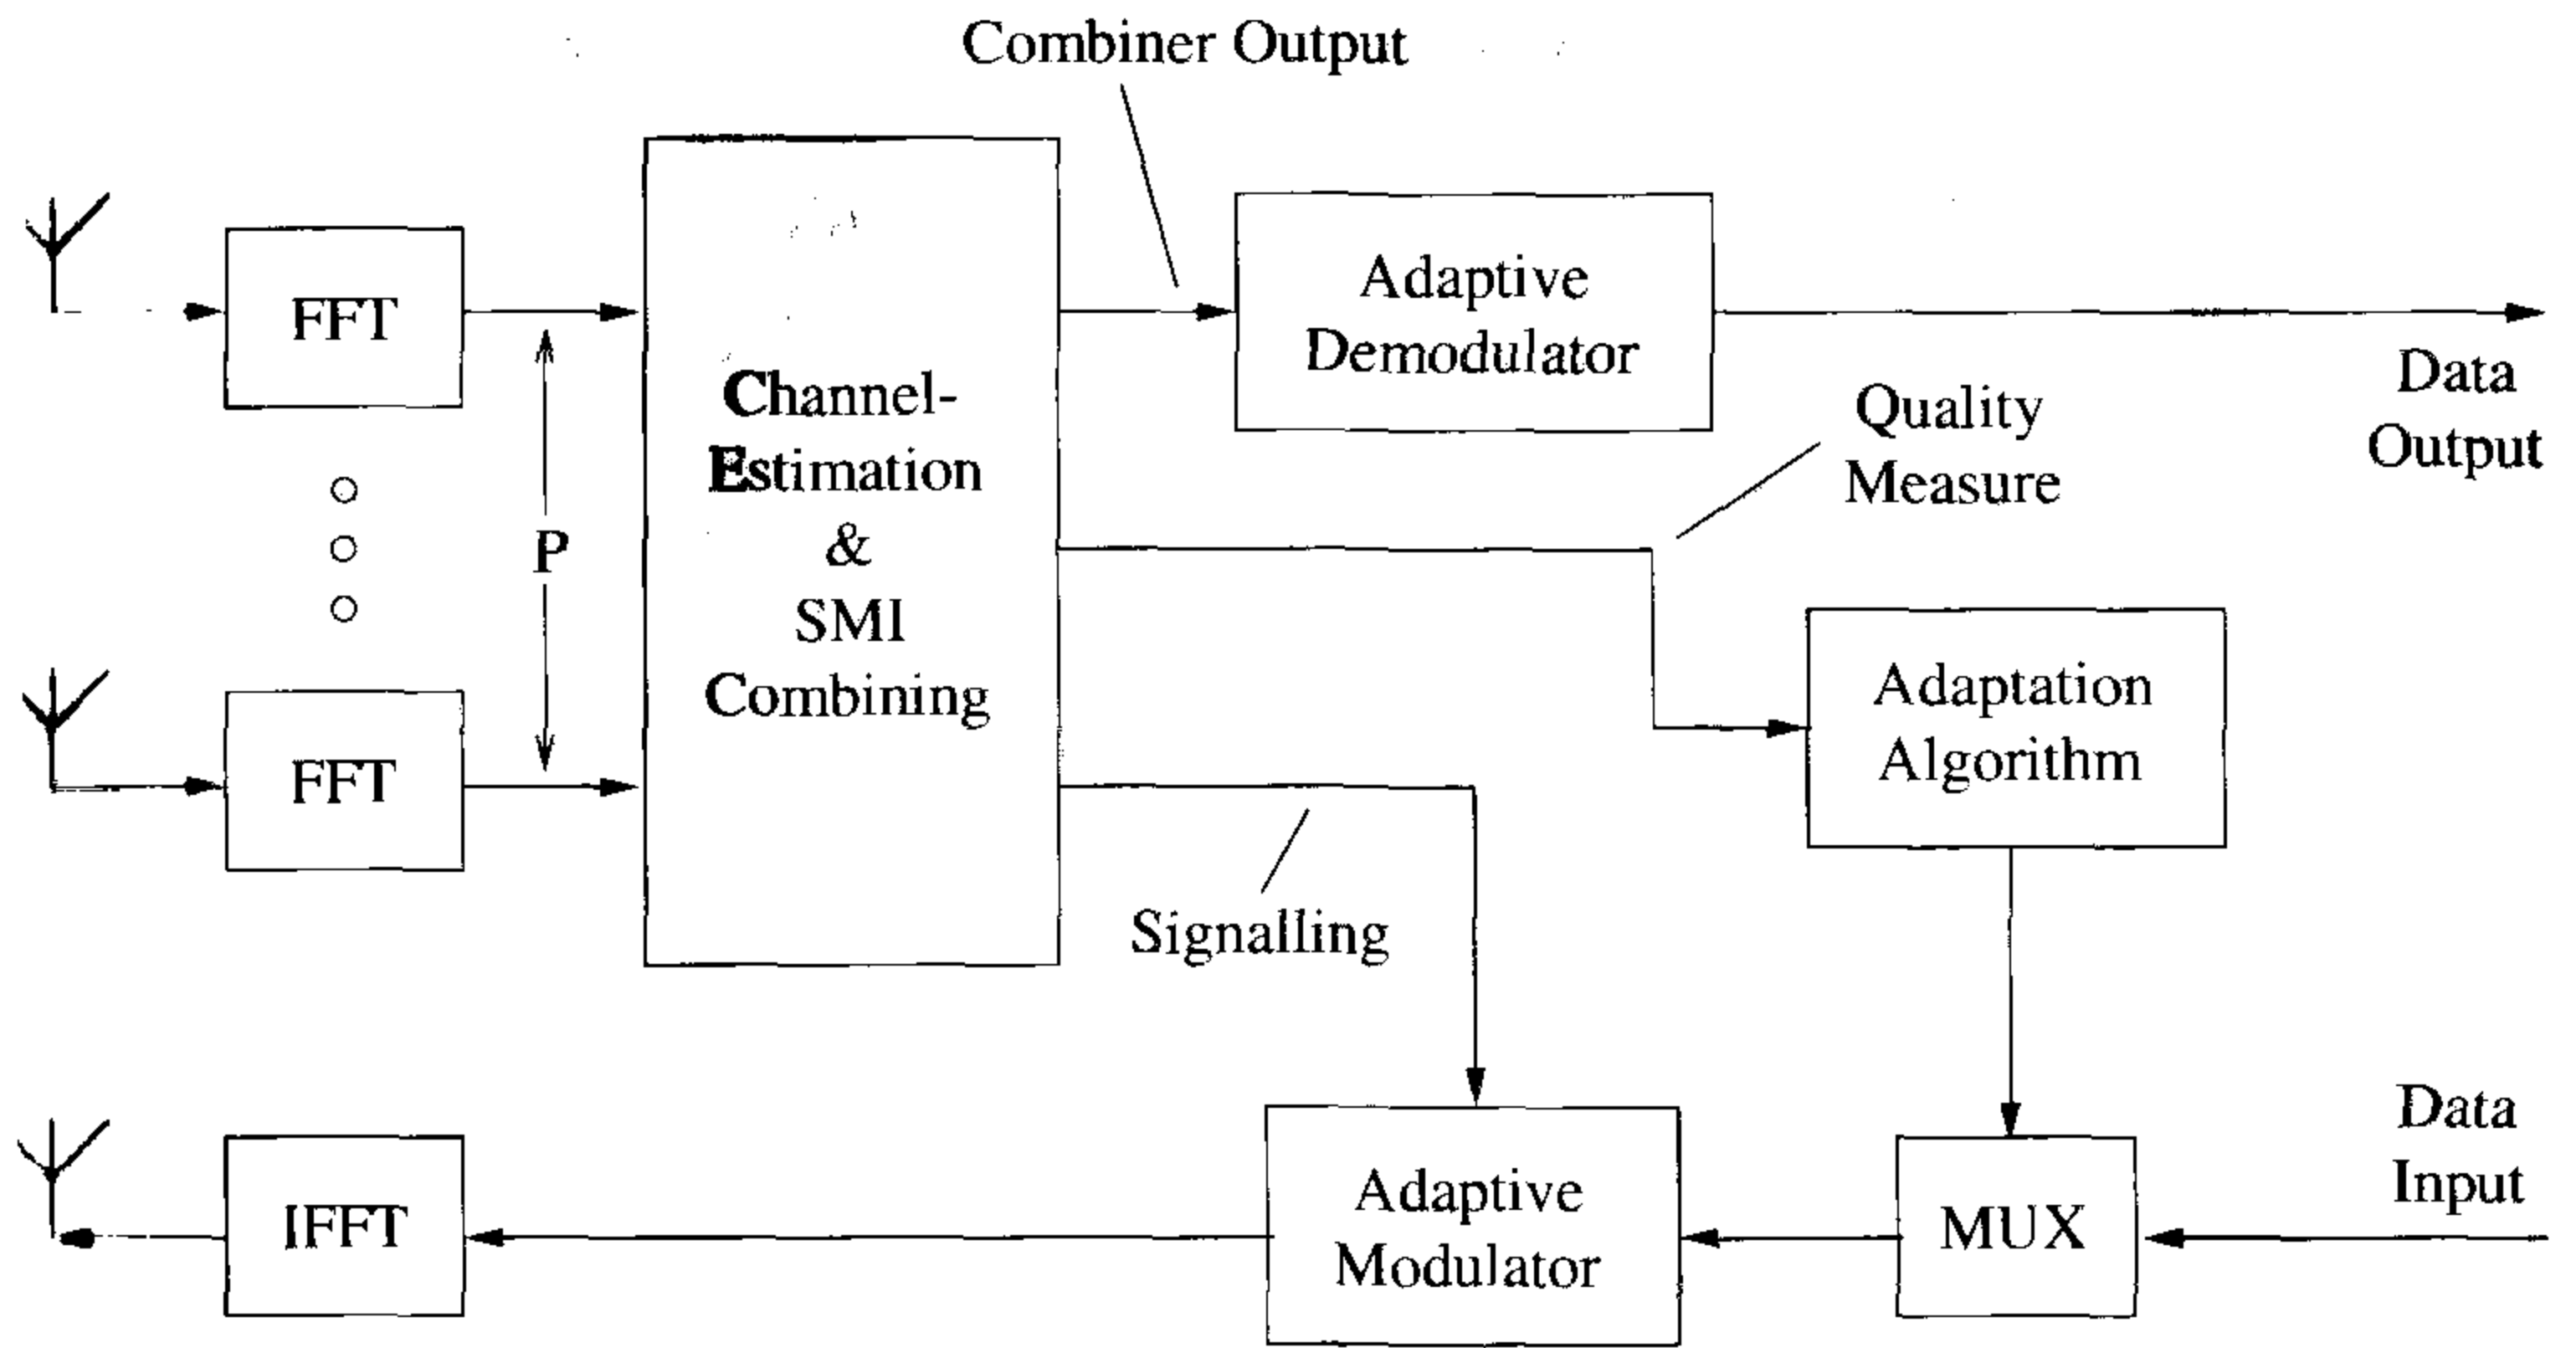 Combiner Output
FFT
Adaptive
Demodulator
Data
Output
Channel-
Estimation
&
SMI
Combining
Quality
Measure
P
Adaptation
Algorithm
FFT
Signalling
IFFT
Adaptive
Modulator
MUX
Data
Input